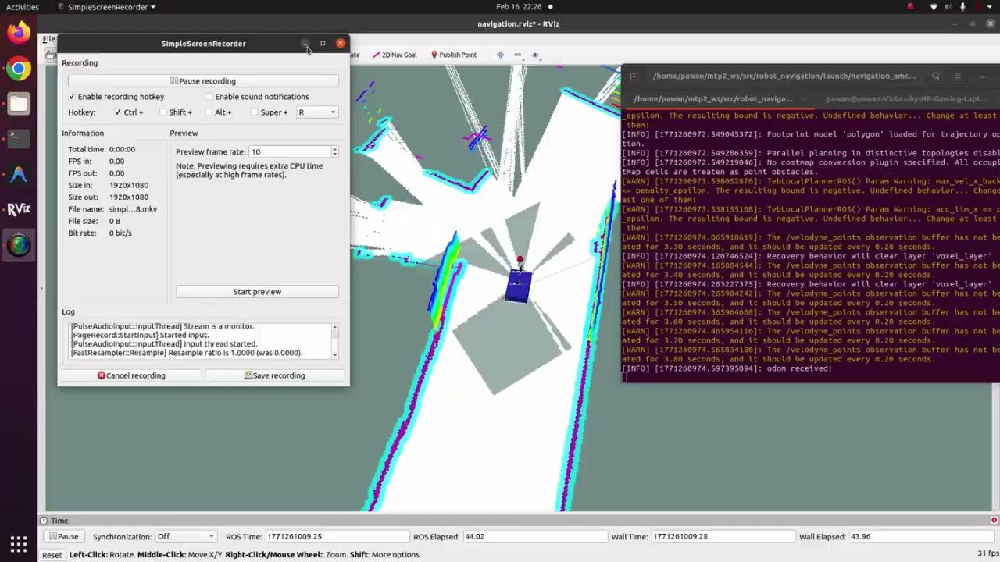 Activities
SimpleScreenRecorder
Feb 16 22:26
navigation.rviz* - RViz
File
SimpleScreenRecorder
2D Nav Goal
Publish Point
Recording
Pause recording
Enable recording hotkey
Enable sound notifications
Hotkey:
Ctrl +
Shift +
Alt +
Super +
R
Information
Preview
Total time: 0:00:00
FPS in: 0.00
FPS out: 0.00
Size in: 1920x1080
Size out: 1920x1080
File name: simpl...8.mkv
File size: 0 B
Bit rate: 0 bit/s
Preview frame rate: 10
Note: Previewing requires extra CPU time
(especially at high frame rates).
Start preview
Log
[PulseAudioInput::InputThread] Stream is a monitor.
[PageRecord::StartInput] Started input.
[PulseAudioInput::InputThread] Input thread started.
[FastResampler::Resample] Resample ratio is 1.0000 (was 0.0000).
Cancel recording
Save recording
/home/pawan/mtp2_ws/src/robot_navigation/launch/navigation_amc...
/home/pawan/mtp2_ws/src/robot_naviga...
pawan@pawan-Victus-by-HP-Gaming-Lapt...
_epsilon. The resulting bound is negative. Undefined behavior... Change at least
them!
[INFO] [1771260972.549045372]: Footprint model 'polygon' loaded for trajectory op
tion.
[INFO] [1771260972.549206359]: Parallel planning in distinctive topologies disabl
[INFO] [1771260972.549219046]: No costmap conversion plugin specified. All occupi
tmap cells are treaten as point obstacles.
[WARN] [1771260973.538052870]: TebLocalPlannerROS() Param Warning: max_vel_x_back
<= penalty_epsilon. The resulting bound is negative. Undefined behavior... Change
ast one of them!
[WARN] [1771260973.538135108]: TebLocalPlannerROS() Param Warning: acc_lim_x <= p
_epsilon. The resulting bound is negative. Undefined behavior... Change at least
them!
[WARN] [1771260974.065918619]: The /velodyne_points observation buffer has not be
ated for 3.30 seconds, and it should be updated every 0.20 seconds.
[INFO] [1771260974.120746524]: Recovery behavior will clear layer 'voxel_layer'
[WARN] [1771260974.165804544]: The /velodyne_points observation buffer has not be
ated for 3.40 seconds, and it should be updated every 0.20 seconds.
[INFO] [1771260974.203227375]: Recovery behavior will clear layer 'voxel_layer'
[WARN] [1771260974.265904242]: The /velodyne_points observation buffer has not be
ated for 3.50 seconds, and it should be updated every 0.20 seconds.
[WARN] [1771260974.365964608]: The /velodyne_points observation buffer has not be
ated for 3.60 seconds, and it should be updated every 0.20 seconds.
[WARN] [1771260974.465954116]: The /velodyne_points observation buffer has not be
ated for 3.70 seconds, and it should be updated every 0.20 seconds.
[WARN] [1771260974.565834180]: The /velodyne_points observation buffer has not be
ated for 3.80 seconds, and it should be updated every 0.20 seconds.
[INFO] [1771260974.597395094]: odom received!
RViz
Time
Pause
Synchronization: Off
ROS Time: 1771261009.25
ROS Elapsed: 44.02
Wall Time: 1771261009.28
Wall Elapsed: 43.96
Reset
Left-Click: Rotate. Middle-Click: Move X/Y. Right-Click/Mouse Wheel:: Zoom. Shift: More options.
31 fps